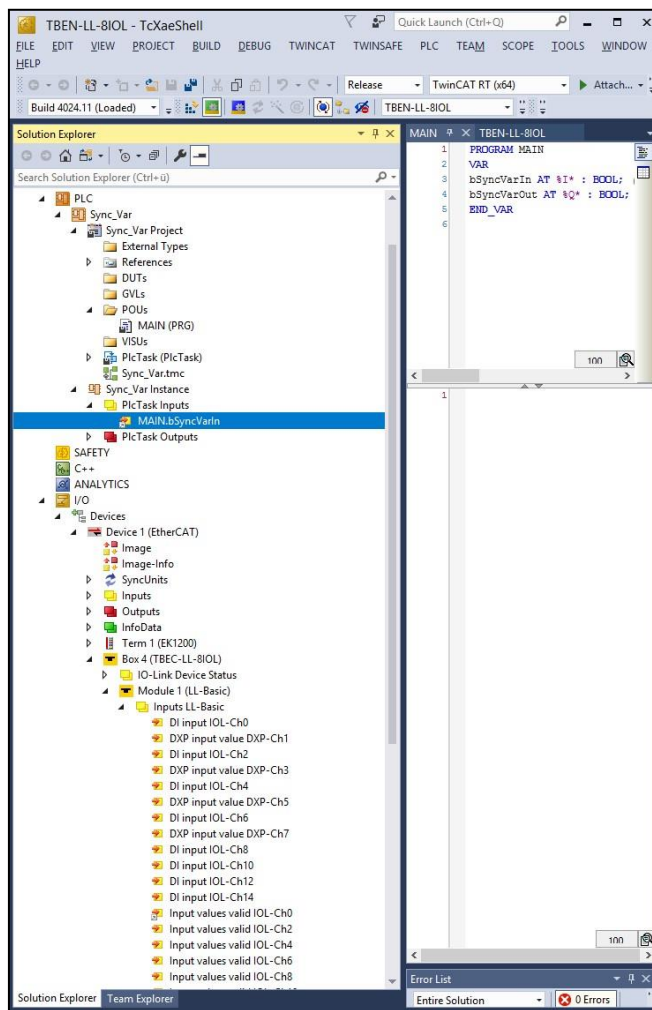 TBEN-LL-8IOL - TcXaeShell
Quick Launch (Ctrl+Q)
FILE EDIT VIEW PROJECT BUILD DEBUG TWINCAT TWINSAFE PLC TEAM SCOPE TOOLS WINDOW
HELP
Release TwinCAT RT (x64) Attach...
Build 4024.11 (Loaded) TBEN-LL-8IOL
Solution Explorer
Search Solution Explorer (Ctrl+ü)
PLC
Sync_Var
Sync_Var Project
External Types
References
DUTs
GVLs
POUs
MAIN (PRG)
VISUs
PlcTask (PlcTask)
Sync_Var.tmc
Sync_Var Instance
PlcTask Inputs
MAIN.bSyncVarIn
PlcTask Outputs
SAFETY
C++
ANALYTICS
I/O
Devices
Device 1 (EtherCAT)
Image
Image-Info
SyncUnits
Inputs
Outputs
InfoData
Term 1 (EK1200)
Box 4 (TBEC-LL-8IOL)
IO-Link Device Status
Module 1 (LL-Basic)
Inputs LL-Basic
DI input IOL-Ch0
DXP input value DXP-Ch1
DI input IOL-Ch2
DXP input value DXP-Ch3
DI input IOL-Ch4
DXP input value DXP-Ch5
DI input IOL-Ch6
DXP input value DXP-Ch7
DI input IOL-Ch8
DI input IOL-Ch10
DI input IOL-Ch12
DI input IOL-Ch14
Input values valid IOL-Ch0
Input values valid IOL-Ch2
Input values valid IOL-Ch4
Input values valid IOL-Ch6
Input values valid IOL-Ch8
Solution Explorer Team Explorer
MAIN TBEN-LL-8IOL
1 PROGRAM MAIN
2 VAR
3 bSyncVarIn AT %I* : BOOL;
4 bSyncVarOut AT %Q* : BOOL;
5 END_VAR
6
100
1
100
Error List
Entire Solution 0 Errors